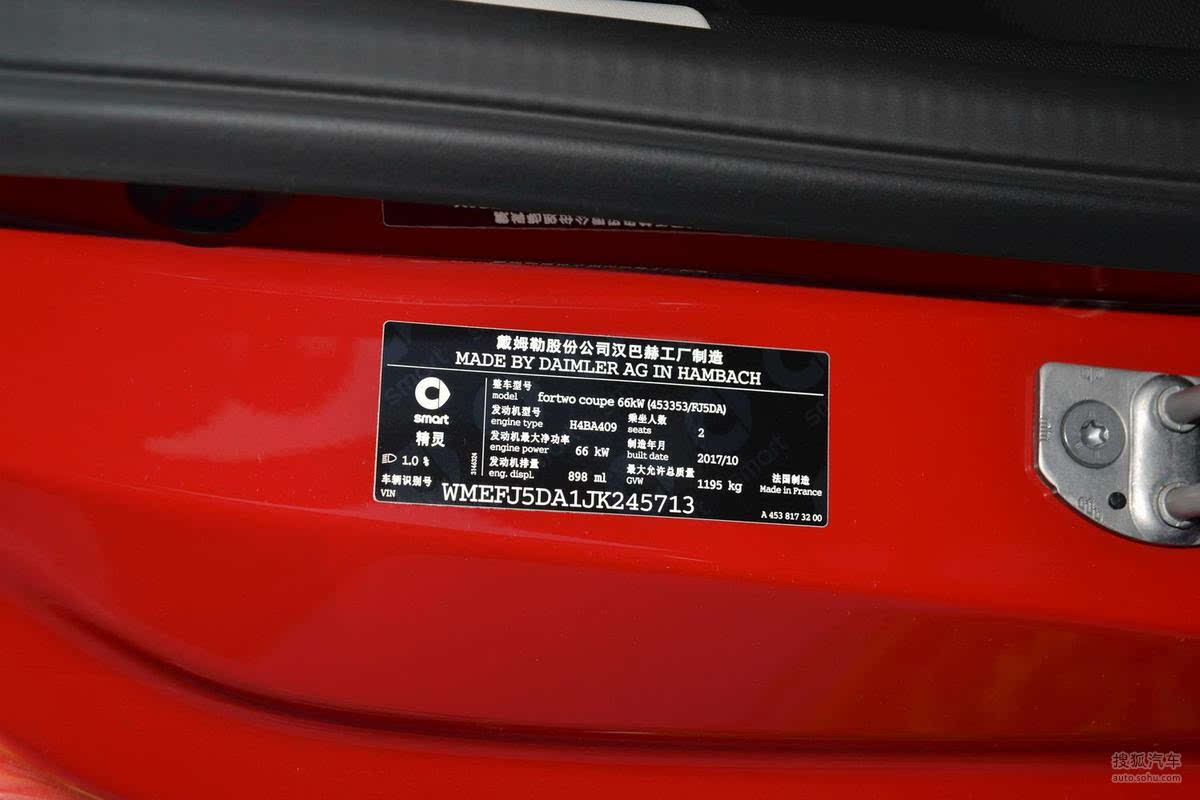 戴姆勒股份公司汉巴赫工厂制造
MADE BY DAIMLER AG IN HAMBACH
smart
精灵
1.0 %
3146324
整车型号
model fortwo coupe 66kW (453353/FJ5DA)
发动机型号
engine type H4BA409
乘坐人数
seats 2
发动机最大净功率
engine power 66 kW
制造年月
built date 2017/10
发动机排量
eng. displ. 898 ml
最大允许总质量
GVW 1195 kg
法国制造
Made in France
车辆识别号
VIN WMEFJ5DA1JK245713
A 453 817 32 00
搜狐汽车
auto.sohu.com